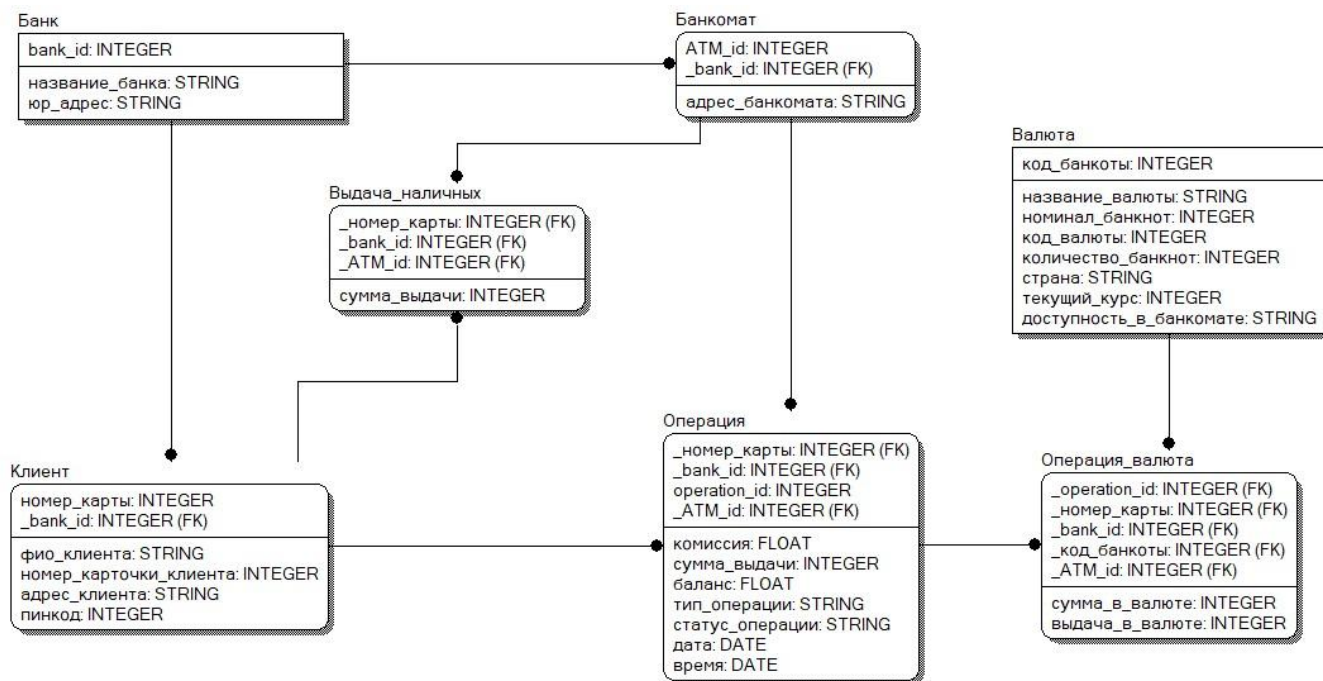 Банк
bank_id: INTEGER
название_банка: STRING
юр_адрес: STRING
Банкомат
ATM_id: INTEGER
_bank_id: INTEGER (FK)
адрес_банкомата: STRING
Выдача_наличных
_номер_карты: INTEGER (FK)
_bank_id: INTEGER (FK)
_ATM_id: INTEGER (FK)
сумма_выдачи: INTEGER
Валюта
код_банкоты: INTEGER
название_валюты: STRING
номинал_банкнот: INTEGER
код_валюты: INTEGER
количество_банкнот: INTEGER
страна: STRING
текущий_курс: INTEGER
доступность_в_банкомате: STRING
Клиент
номер_карты: INTEGER
_bank_id: INTEGER (FK)
фио_клиента: STRING
номер_карточки_клиента: INTEGER
адрес_клиента: STRING
пинкод: INTEGER
Операция
_номер_карты: INTEGER (FK)
_bank_id: INTEGER (FK)
operation_id: INTEGER
_ATM_id: INTEGER (FK)
комиссия: FLOAT
сумма_выдачи: INTEGER
баланс: FLOAT
тип_операции: STRING
статус_операции: STRING
дата: DATE
время: DATE
Операция_валюта
_operation_id: INTEGER (FK)
_номер_карты: INTEGER (FK)
_bank_id: INTEGER (FK)
_код_банкоты: INTEGER (FK)
_ATM_id: INTEGER (FK)
сумма_в_валюте: INTEGER
выдача_в_валюте: INTEGER